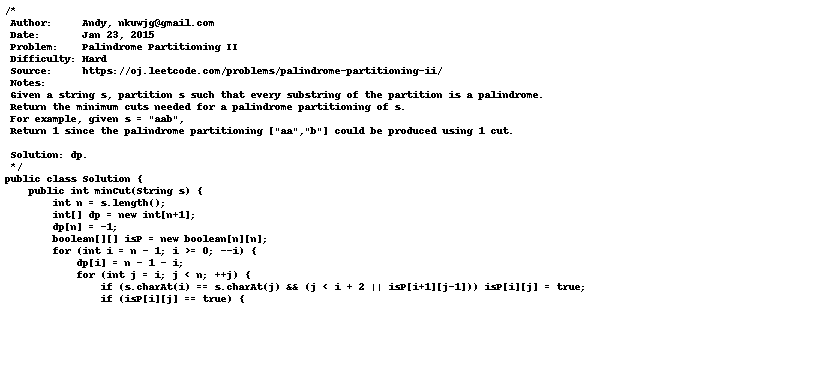 /*
 Author:     Andy, nkuwjg@gmail.com
 Date:       Jan 23, 2015
 Problem:    Palindrome Partitioning II
 Difficulty: Hard
 Source:     https://oj.leetcode.com/problems/palindrome-partitioning-ii/
 Notes:
 Given a string s, partition s such that every substring of the partition is a palindrome.
 Return the minimum cuts needed for a palindrome partitioning of s.
 For example, given s = "aab",
 Return 1 since the palindrome partitioning ["aa","b"] could be produced using 1 cut.

 Solution: dp.
 */
public class Solution {
    public int minCut(String s) {
        int n = s.length();
        int[] dp = new int[n+1];
        dp[n] = -1;
        boolean[][] isP = new boolean[n][n];
        for (int i = n - 1; i >= 0; --i) {
            dp[i] = n - 1 - i;
            for (int j = i; j < n; ++j) {
                if (s.charAt(i) == s.charAt(j) && (j < i + 2 || isP[i+1][j-1])) isP[i][j] = true;
                if (isP[i][j] == true) {